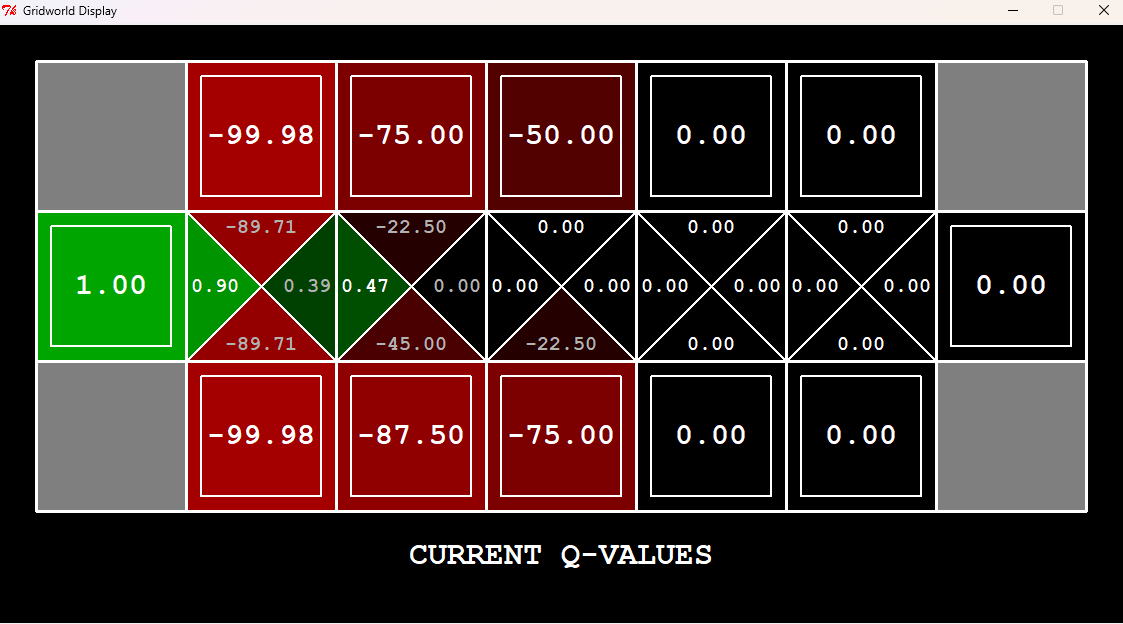 Gridworld Display
-99.98 -75.00 -50.00 0.00 0.00
-89.71 -22.50 0.00 0.00 0.00
1.00 0.90 0.39 0.47 0.00 0.00 0.00 0.00 0.00 0.00 0.00 0.00
-89.71 -45.00 -22.50 0.00 0.00
-99.98 -87.50 -75.00 0.00 0.00
CURRENT Q-VALUES